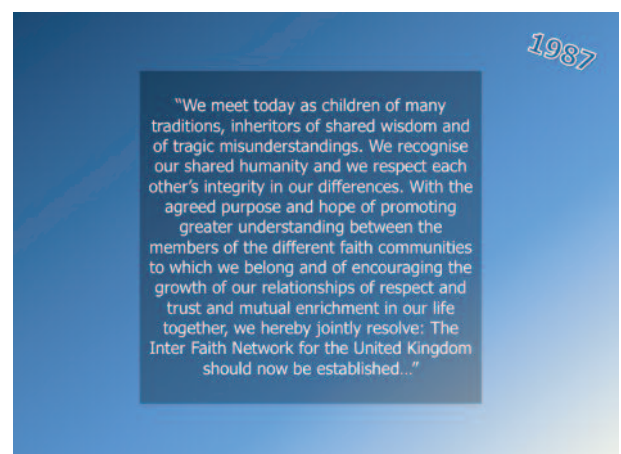 1987
“We meet today as children of many
traditions, inheritors of shared wisdom and
of tragic misunderstandings. We recognise
our shared humanity and we respect each
other’s integrity in our differences. With the
agreed purpose and hope of promoting
greater understanding between the
members of the different faith communities
to which we belong and of encouraging the
growth of our relationships of respect and
trust and mutual enrichment in our life
together, we hereby jointly resolve: The
Inter Faith Network for the United Kingdom
should now be established...”